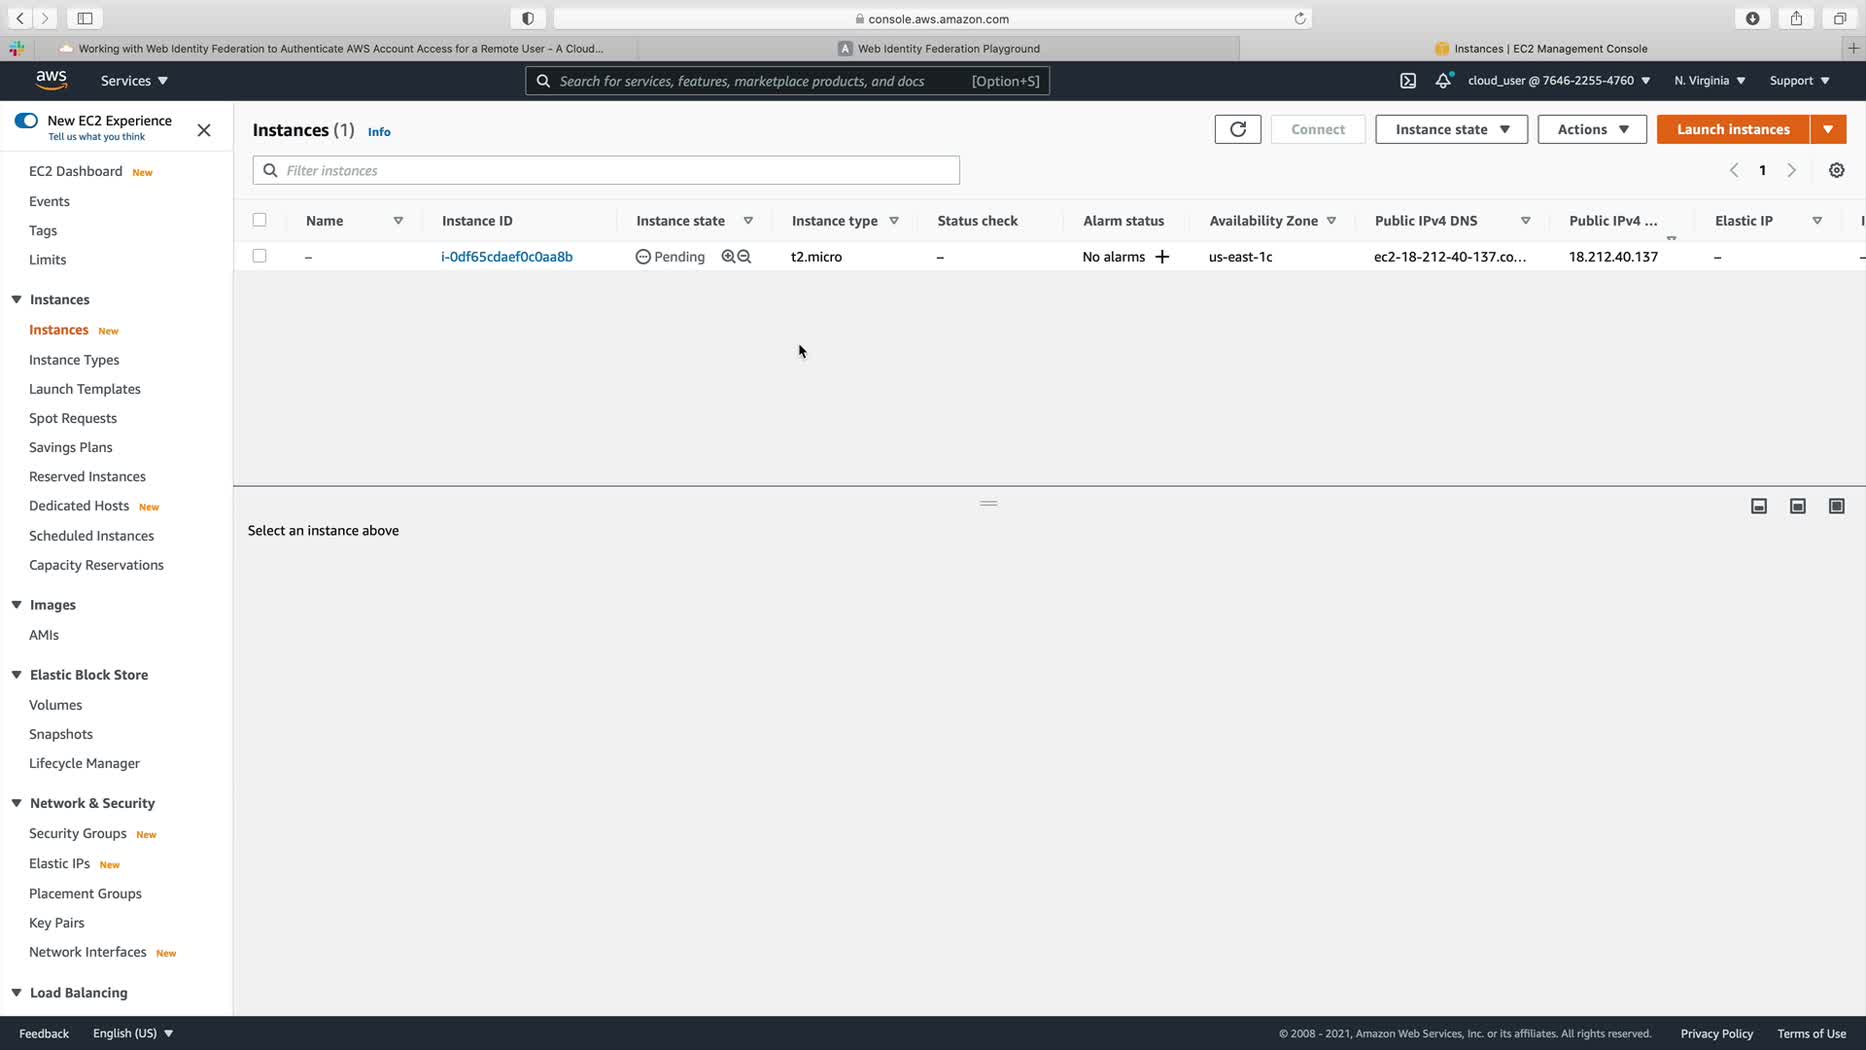 console.aws.amazon.com
Working with Web Identity Federation to Authenticate AWS Account Access for a Remote User - A Cloud...
A Web Identity Federation Playground
Instances | EC2 Management Console
aws Services
Search for services, features, marketplace products, and docs [Option+S]
cloud_user @ 7646-2255-4760 N. Virginia Support
New EC2 Experience
Tell us what you think
EC2 Dashboard New
Events
Tags
Limits
Instances
Instances New
Instance Types
Launch Templates
Spot Requests
Savings Plans
Reserved Instances
Dedicated Hosts New
Scheduled Instances
Capacity Reservations
Images
AMIs
Elastic Block Store
Volumes
Snapshots
Lifecycle Manager
Network & Security
Security Groups New
Elastic IPs New
Placement Groups
Key Pairs
Network Interfaces New
Load Balancing
Instances (1) Info
Connect Instance state Actions Launch instances
Filter instances
1
Name Instance ID Instance state Instance type Status check Alarm status Availability Zone Public IPv4 DNS Public IPv4 ... Elastic IP
– i-0df65cdaef0c0aa8b Pending t2.micro – No alarms + us-east-1c ec2-18-212-40-137.co... 18.212.40.137 –
Select an instance above
Feedback English (US)
© 2008 - 2021, Amazon Web Services, Inc. or its affiliates. All rights reserved. Privacy Policy Terms of Use